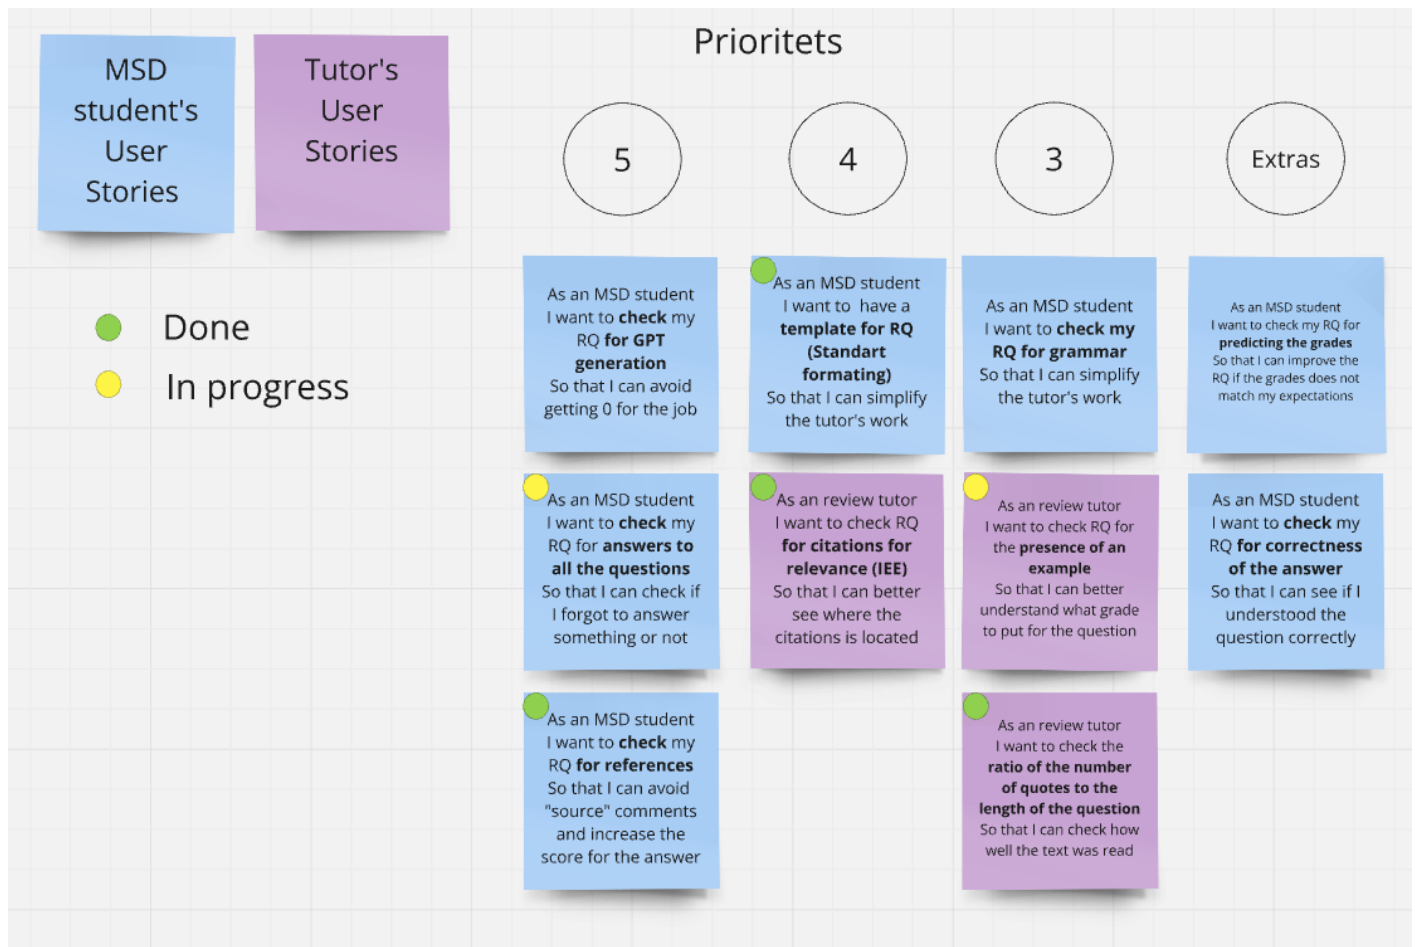 Prioritets
MSD
student's
User
Stories
Tutor's
User
Stories
Done
In progress
5
4
3
Extras
As an MSD student
I want to check my
RQ for GPT
generation
So that I can avoid
getting 0 for the job
As an MSD student
I want to check my
RQ for answers to
all the questions
So that I can check if
I forgot to answer
something or not
As an MSD student
I want to check my
RQ for references
So that I can avoid
"source" comments
and increase the
score for the answer
As an MSD student
I want to have a
template for RQ
(Standart
formating)
So that I can simplify
the tutor's work
As an review tutor
I want to check RQ
for citations for
relevance (IEE)
So that I can better
see where the
citations is located
As an MSD student
I want to check my
RQ for grammar
So that I can simplify
the tutor's work
As an review tutor
I want to check RQ for
the presence of an
example
So that I can better
understand what grade
to put for the question
As an review tutor
I want to check the
ratio of the number
of quotes to the
length of the question
So that I can check how
well the text was read
As an MSD student
I want to check my RQ for
predicting the grades
So that I can improve the
RQ if the grades does not
match my expectations
As an MSD student
I want to check my
RQ for correctness
of the answer
So that I can see if I
understood the
question correctly